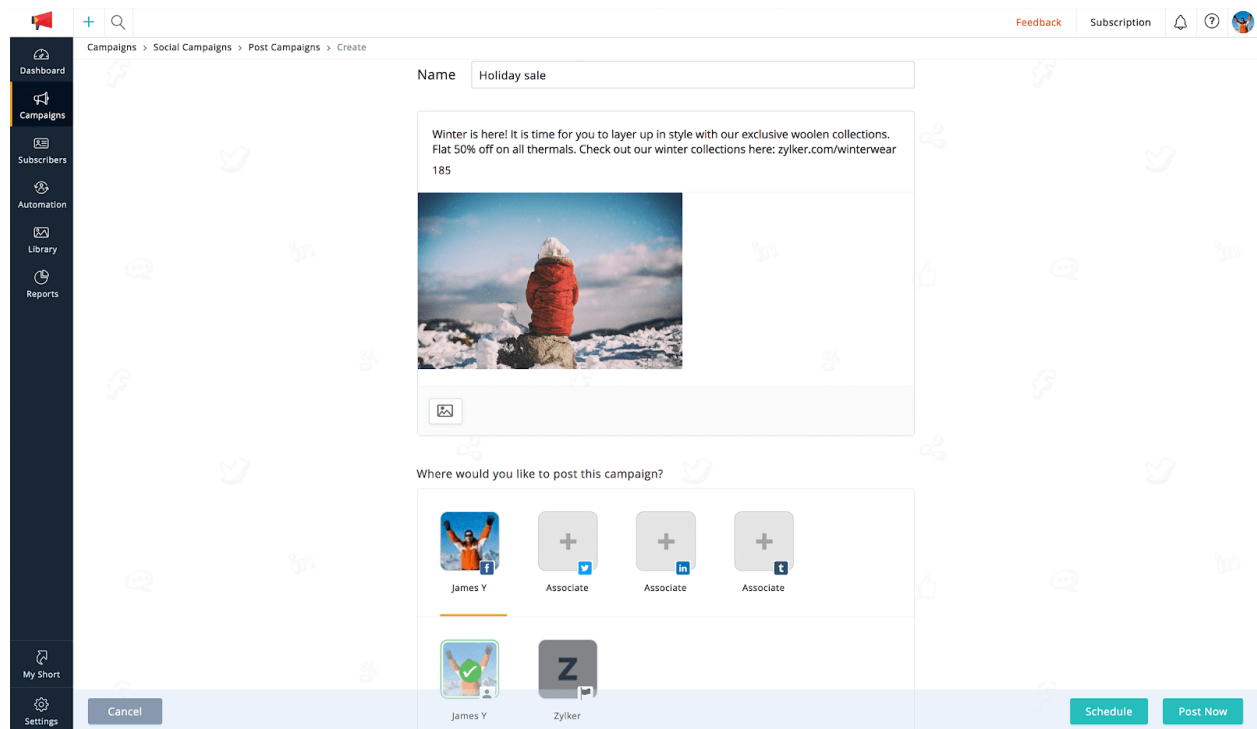 Feedback
Subscription
Campaigns > Social Campaigns > Post Campaigns > Create
Dashboard
Campaigns
Subscribers
Automation
Library
Reports
My Short
Settings
Name
Holiday sale
Winter is here! It is time for you to layer up in style with our exclusive woolen collections.
Flat 50% off on all thermals. Check out our winter collections here: zylker.com/winterwear
185
Where would you like to post this campaign?
James Y
Associate
Associate
Associate
Z
James Y
Zylker
Cancel
Schedule
Post Now